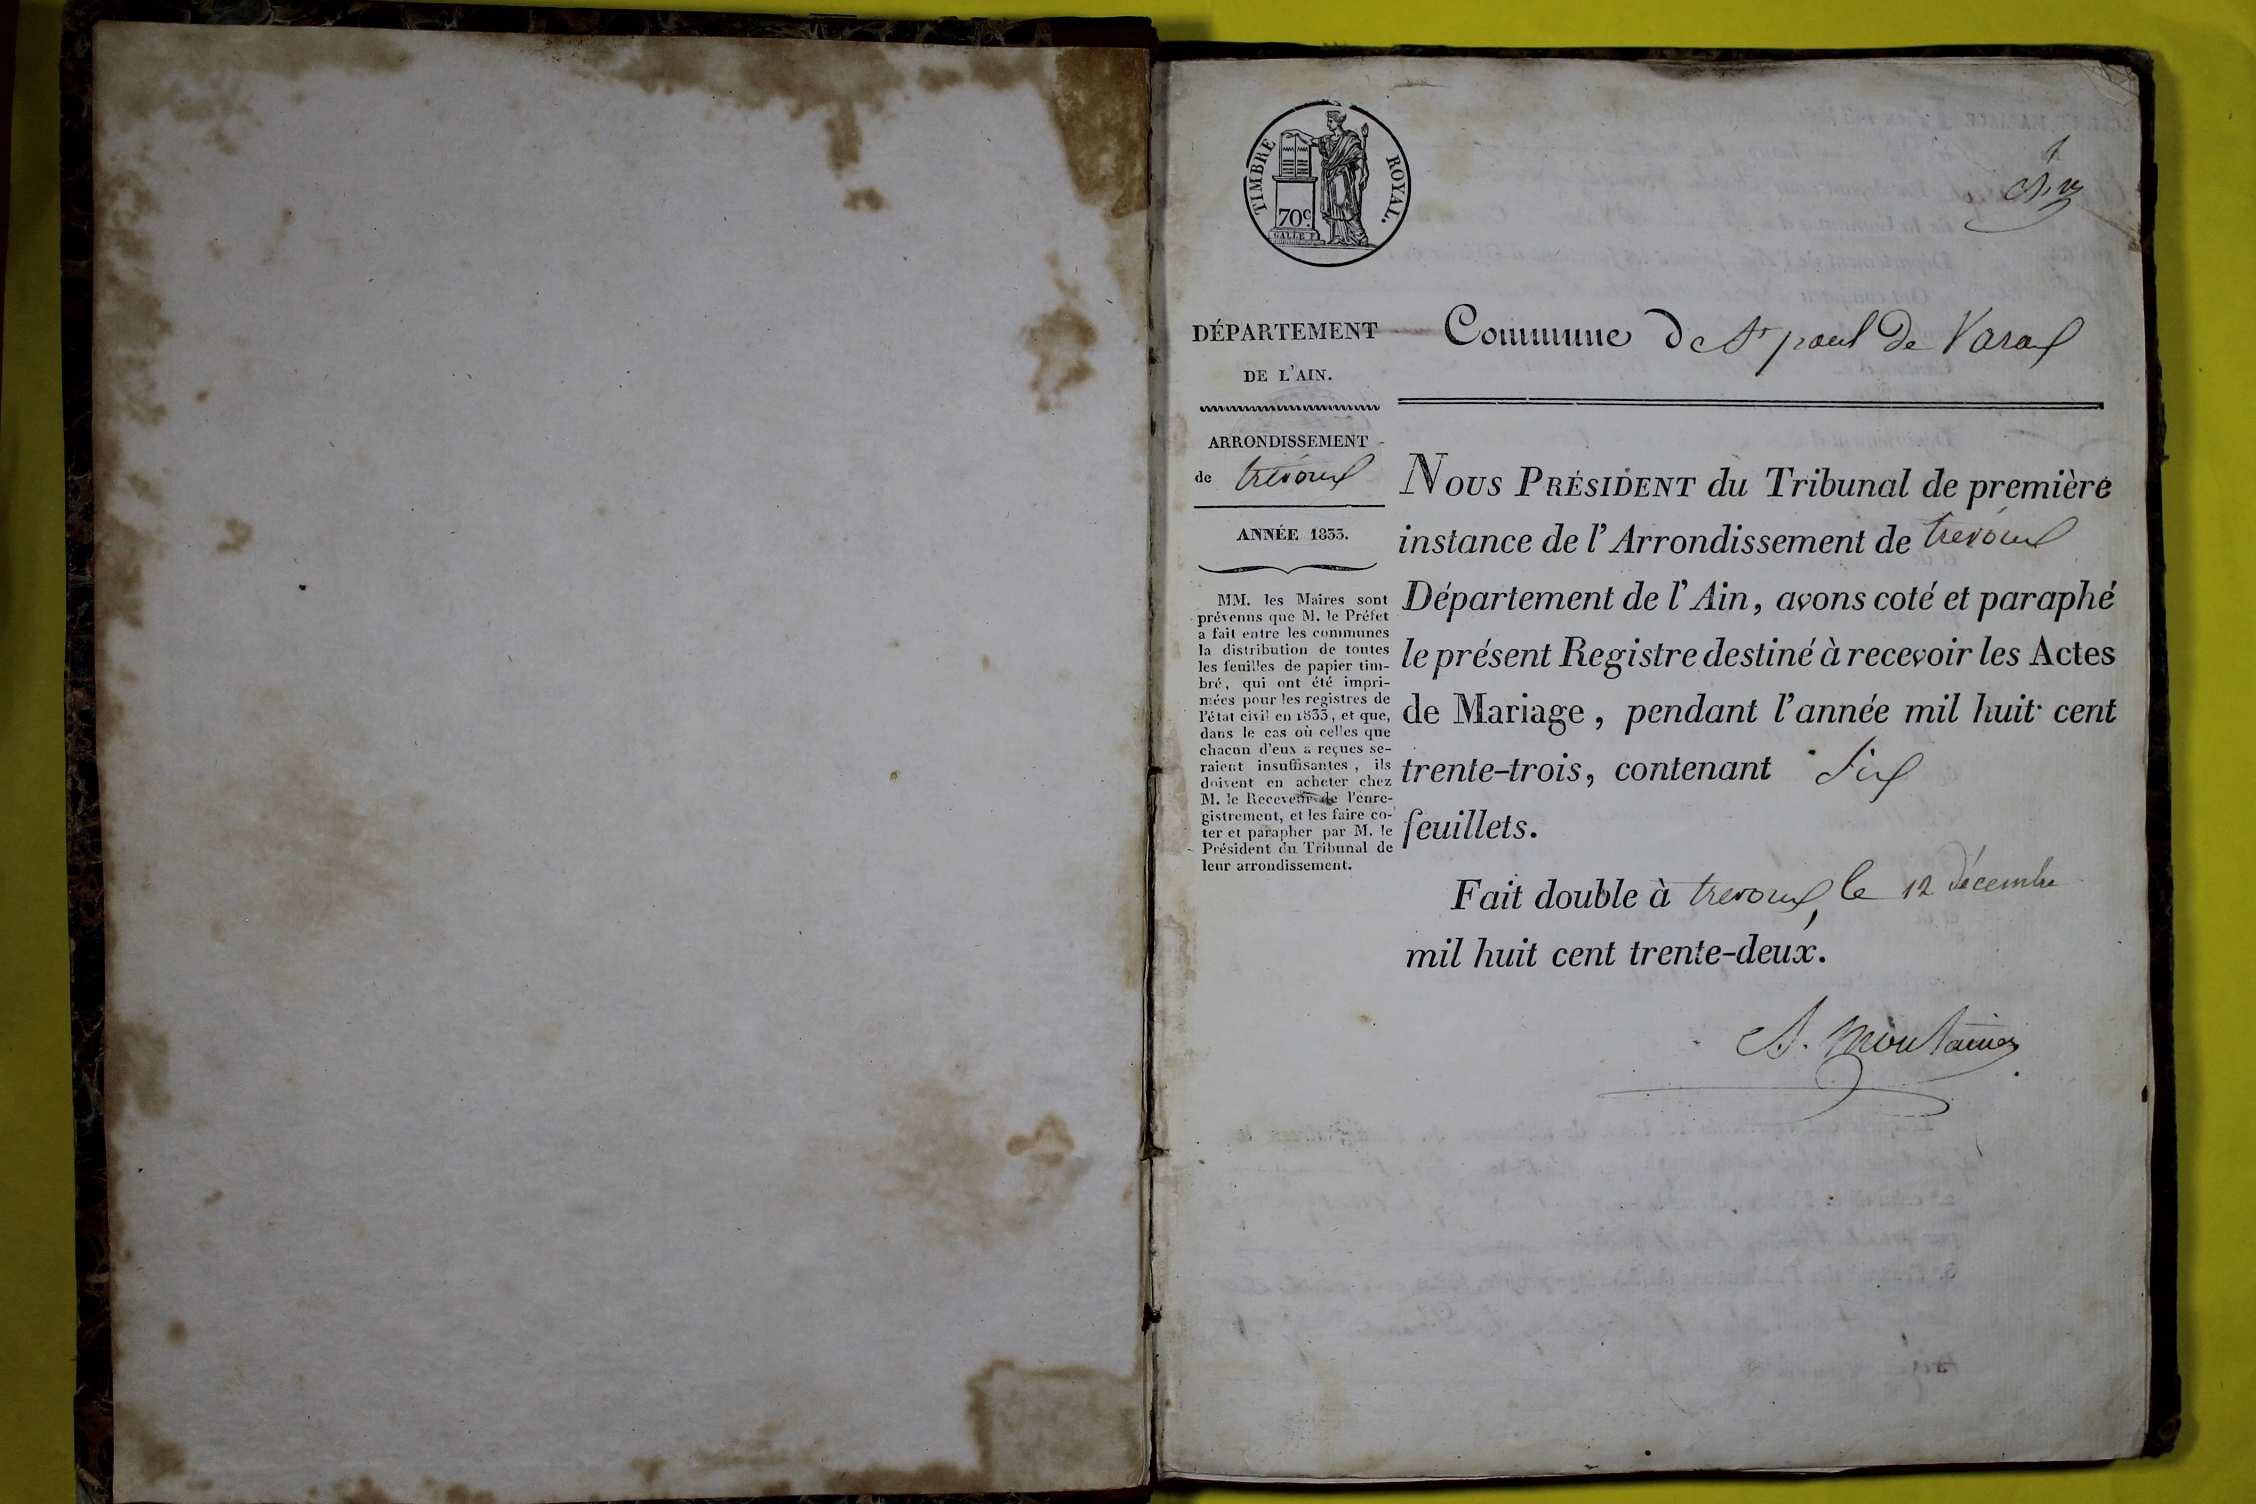 TIMBRE ROYAL.
70c.
GALLE F.
1
DÉPARTEMENT
DE L'AIN.
ARRONDISSEMENT
de trevoux
ANNÉE 1833.
MM. les Maires sont
prévenus que M. le Préfet
a fait entre les communes
la distribution de toutes
les feuilles de papier tim-
bré, qui ont été impri-
mées pour les registres de
l'état civil en 1833, et que,
dans le cas où celles que
chacun d'eux a reçues se-
raient insuffisantes, ils
doivent en acheter chez
M. le Receveur de l'enre-
gistrement, et les faire co-
ter et parapher par M. le
Président du Tribunal de
leur arrondissement.
Commune De St paul De Varax
NOUS PRÉSIDENT du Tribunal de première
instance de l'Arrondissement de trevoux
Département de l'Ain, avons coté et paraphé
le présent Registre destiné à recevoir les Actes
de Mariage, pendant l'année mil huit cent
trente-trois, contenant Six
feuillets.
Fait double à trevoux, le 12 décembre
mil huit cent trente-deux.